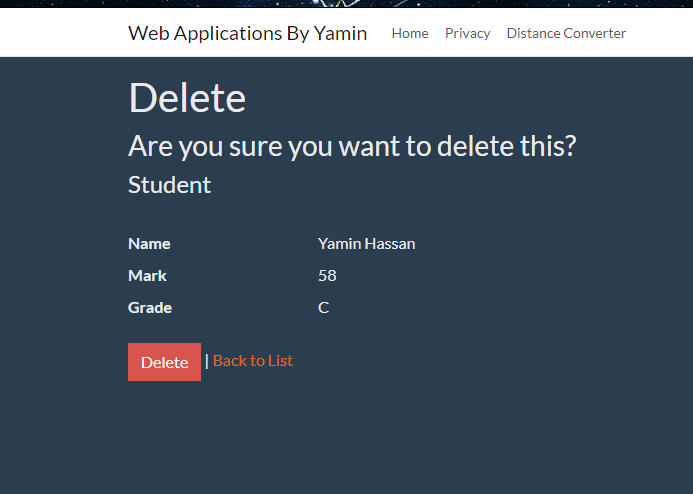 Web Applications By Yamin Home Privacy Distance Converter
Delete
Are you sure you want to delete this?
Student
Name Yamin Hassan
Mark 58
Grade C
Delete | Back to List